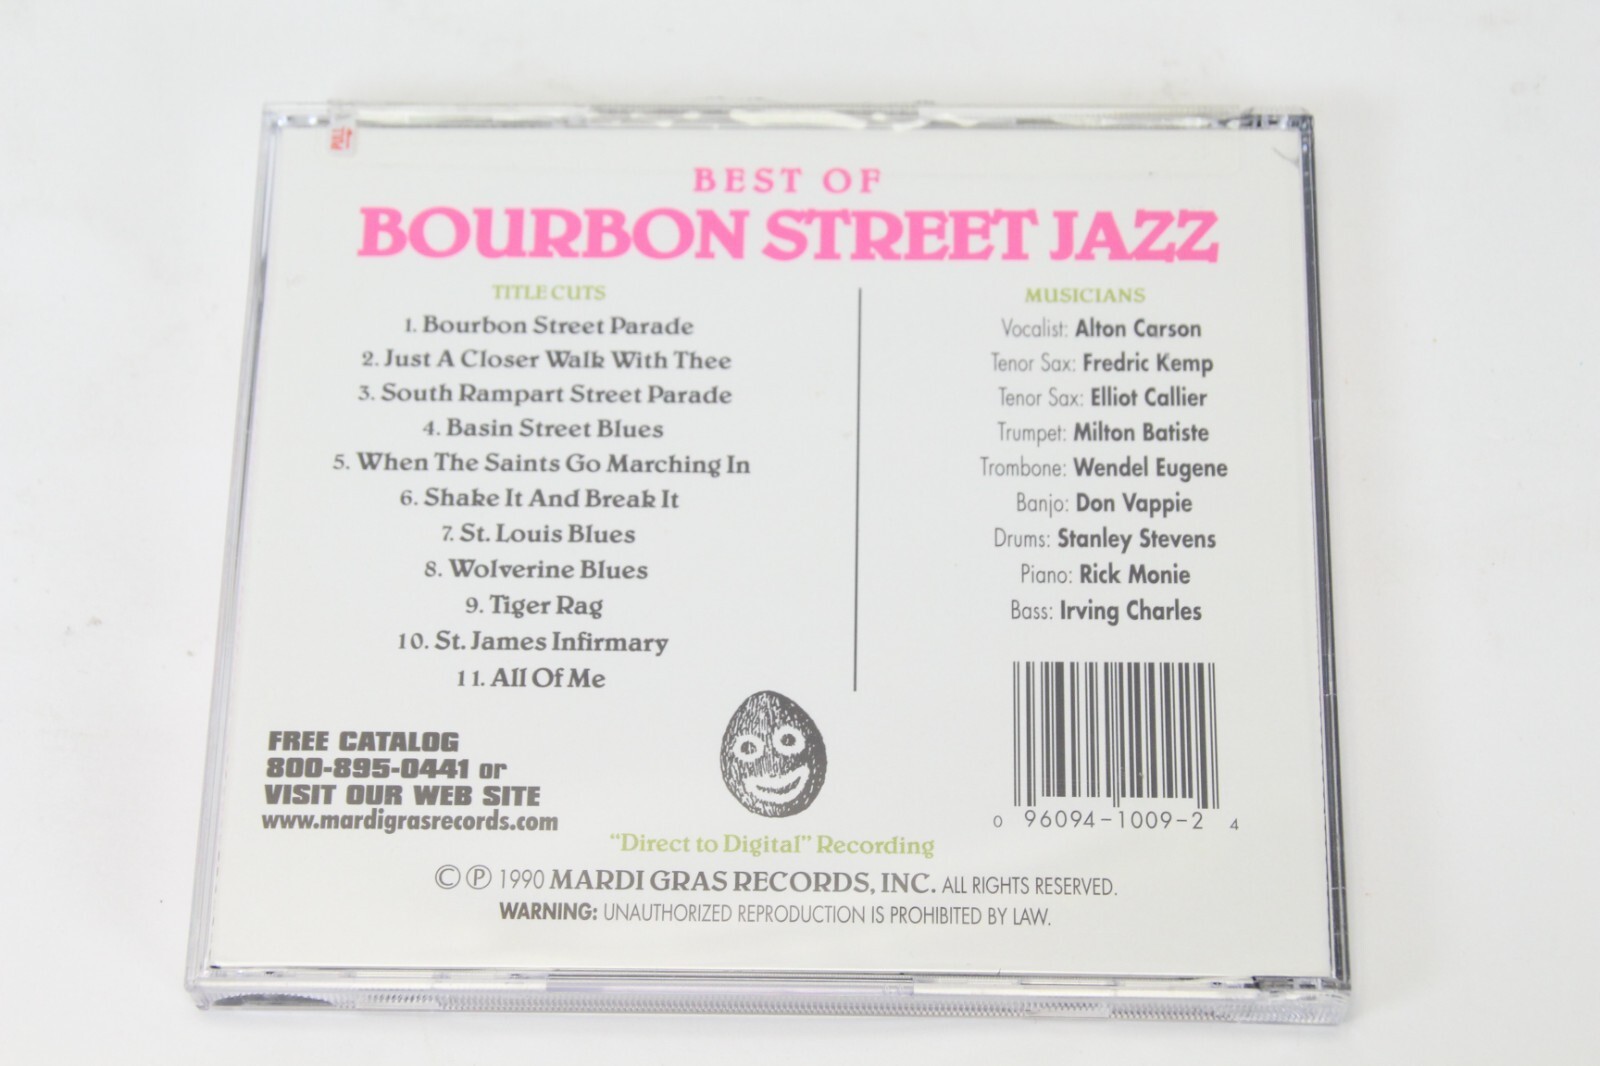 PULL
BEST OF
BOURBON STREET JAZZ
TITLE CUTS
1. Bourbon Street Parade
2. Just A Closer Walk With Thee
3. South Rampart Street Parade
4. Basin Street Blues
5. When The Saints Go Marching In
6. Shake It And Break It
7. St. Louis Blues
8. Wolverine Blues
9. Tiger Rag
10. St. James Infirmary
11. All Of Me
MUSICIANS
Vocalist: Alton Carson
Tenor Sax: Fredric Kemp
Tenor Sax: Elliot Callier
Trumpet: Milton Batiste
Trombone: Wendel Eugene
Banjo: Don Vappie
Drums: Stanley Stevens
Piano: Rick Monie
Bass: Irving Charles
FREE CATALOG
800-895-0441 or
VISIT OUR WEB SITE
www.mardigrasrecords.com
0 96094-1009-2 4
"Direct to Digital" Recording
© ℗ 1990 MARDI GRAS RECORDS, INC. ALL RIGHTS RESERVED.
WARNING: UNAUTHORIZED REPRODUCTION IS PROHIBITED BY LAW.